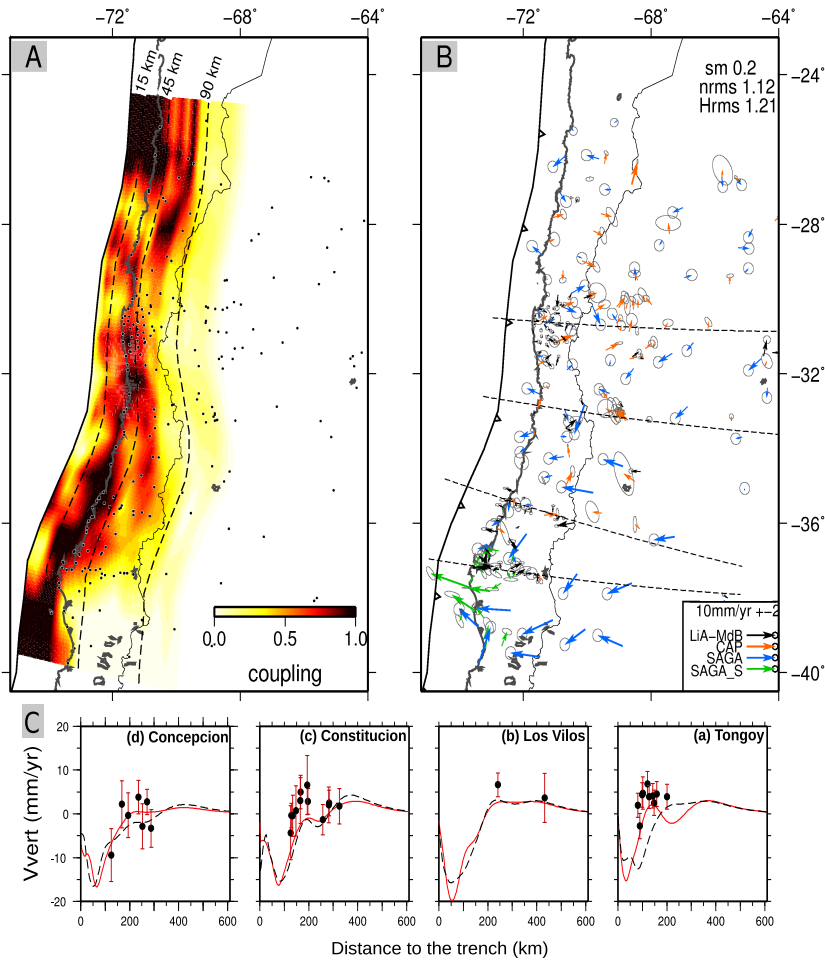 −72° −68° −64° −72° −68° −64°
A
15 km
45 km
90 km
B
sm 0.2
nrms 1.12
Hrms 1.21
−24°
−28°
−32°
−36°
−40°
0.0 0.5 1.0
coupling
10mm/yr +−2
LiA−MdB
CAP
SAGA
SAGA_S
C
Vvert (mm/yr)
20
10
0
-10
-20
(d) Concepcion
(c) Constitucion
(b) Los Vilos
(a) Tongoy
0 200 400 600 0 200 400 600 0 200 400 600 0 200 400 600
Distance to the trench (km)